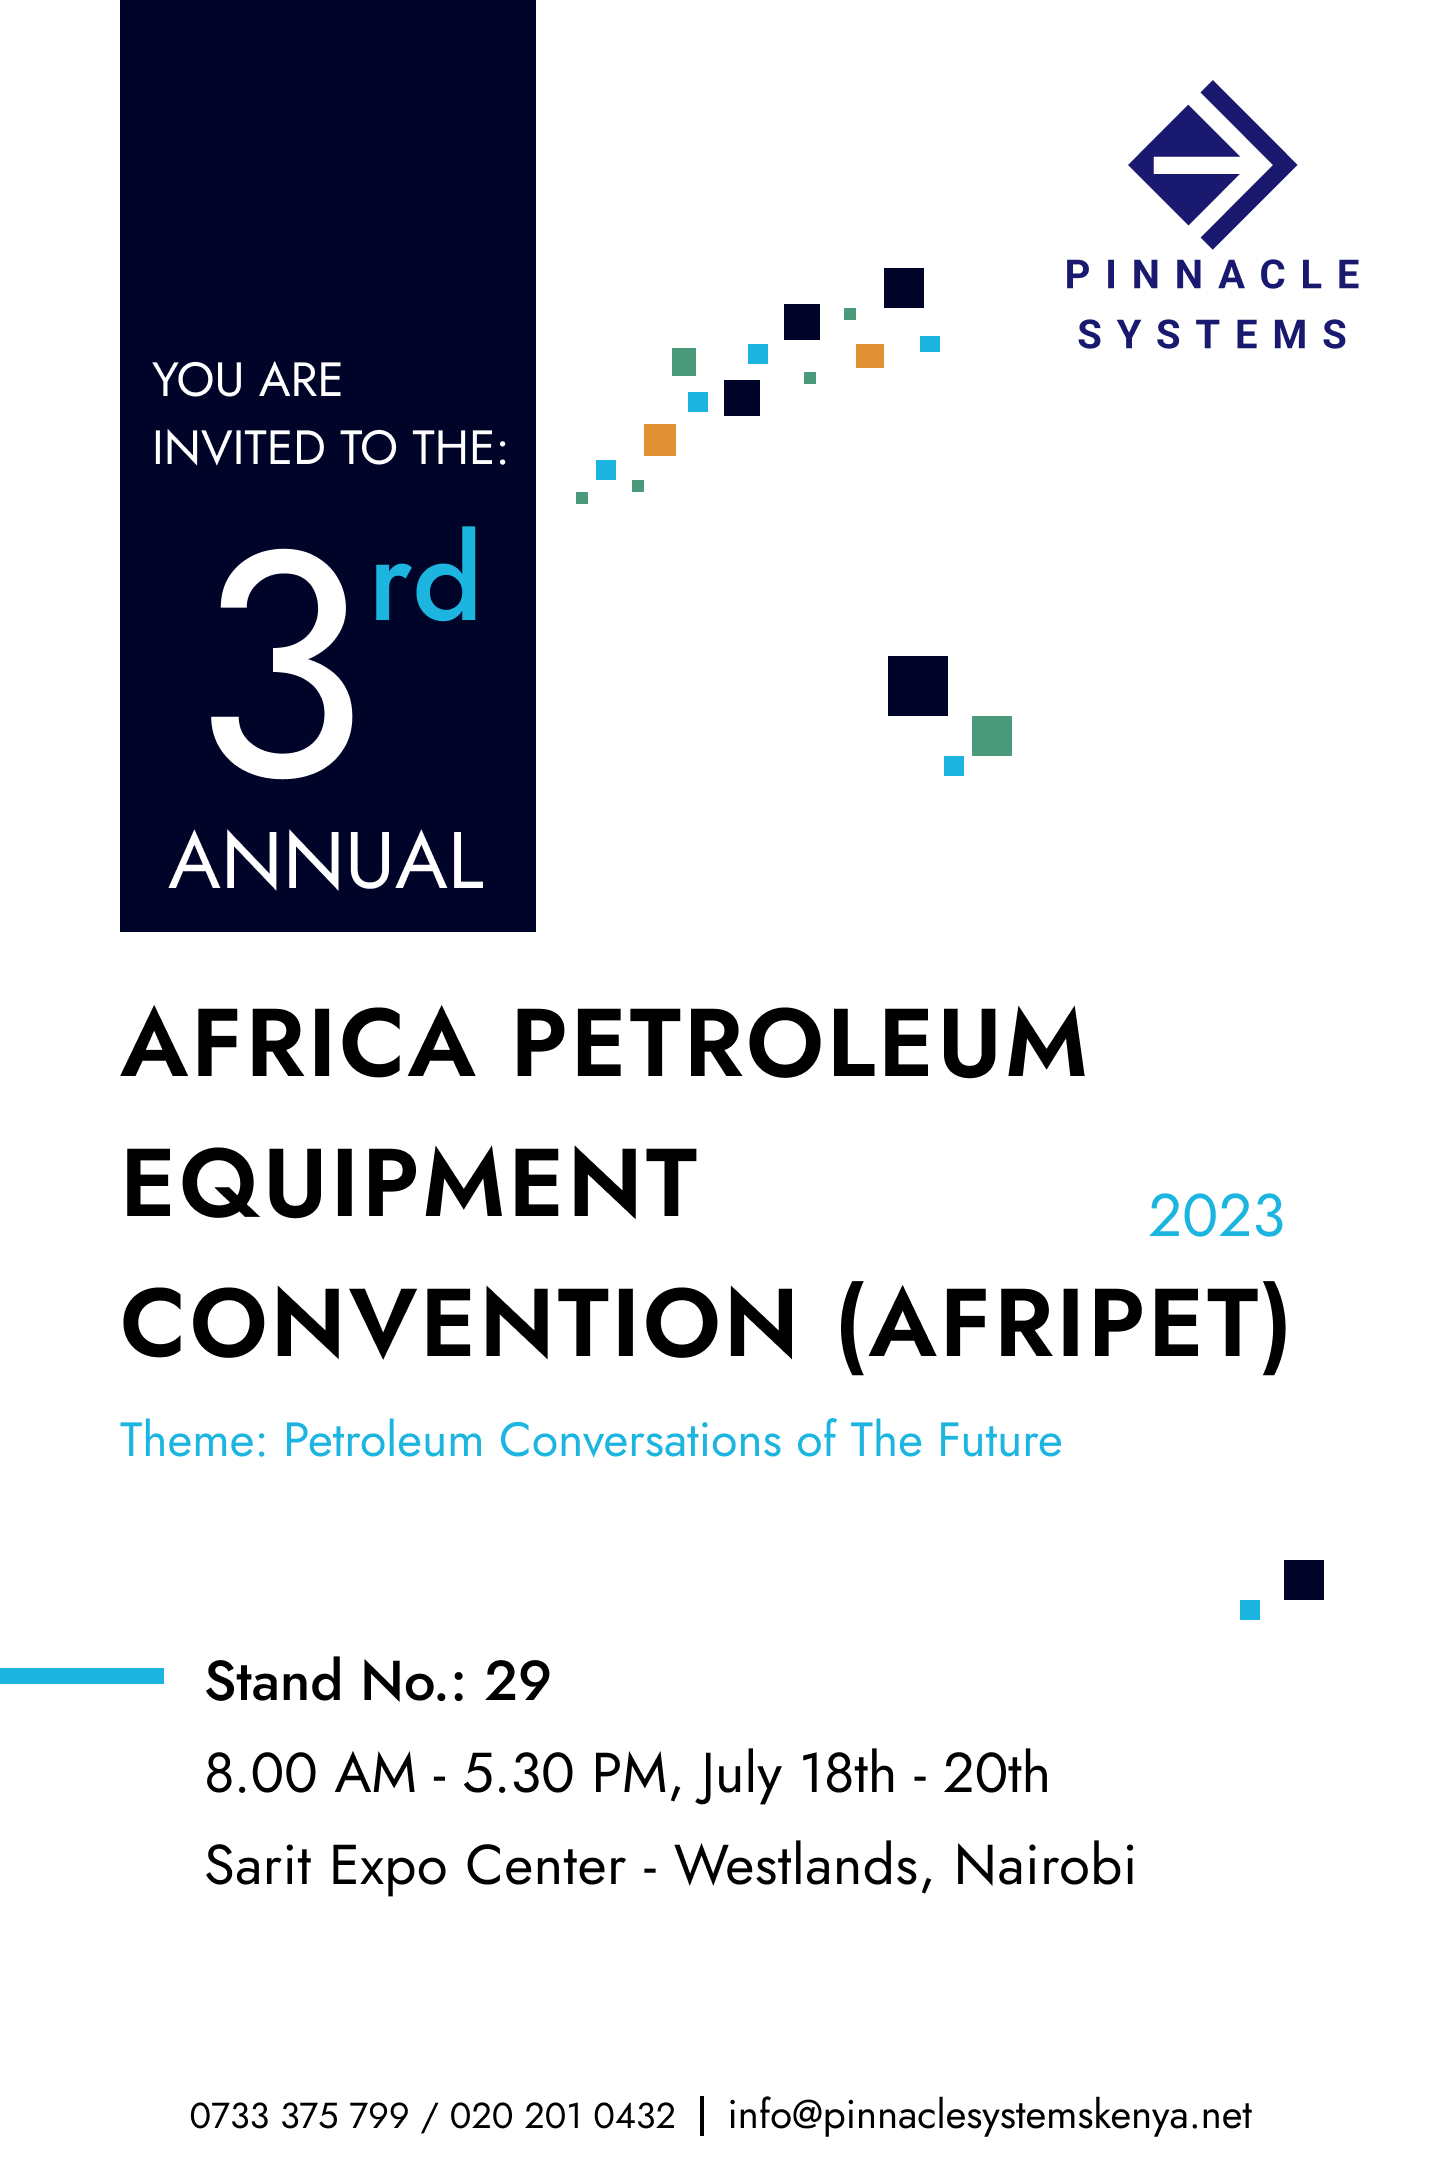 PINNACLE
SYSTEMS
YOU ARE
INVITED TO THE:
3rd
ANNUAL
AFRICA PETROLEUM
EQUIPMENT
2023
CONVENTION (AFRIPET)
Theme: Petroleum Conversations of The Future
Stand No.: 29
8.00 AM - 5.30 PM, July 18th - 20th
Sarit Expo Center - Westlands, Nairobi
0733 375 799 / 020 201 0432 | info@pinnaclesystemskenya.net